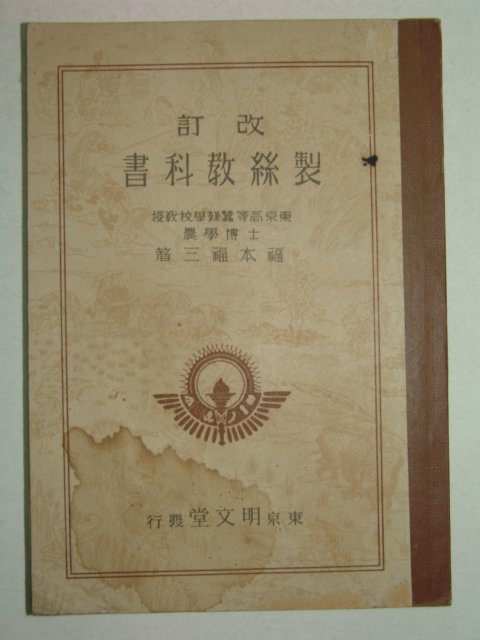 改訂
製絲教科書
東京高等蠶絲學校敎授
農學博士
福本福三著
東京明文堂發行